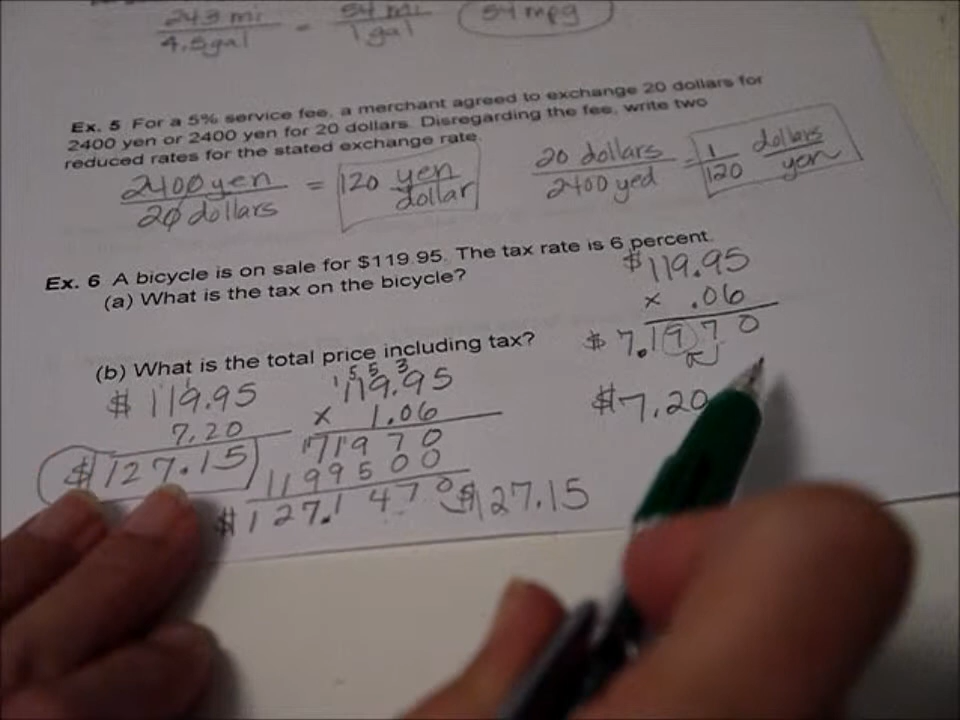 243 mi = 54 mi 54 mpg
4.5gal 1 gal
Ex. 5 For a 5% service fee, a merchant agreed to exchange 20 dollars for
2400 yen or 2400 yen for 20 dollars. Disregarding the fee, write two
reduced rates for the stated exchange rate.
2400 yen = 120 yen
20 dollars dollar
20 dollars = 1 dollars
2400 yed 120 yen
Ex. 6 A bicycle is on sale for $119.95. The tax rate is 6 percent.
(a) What is the tax on the bicycle?
$119.95
x .06
$ 7.1970
$7.20
(b) What is the total price including tax?
$ 119.95
7.20
$127.15
1 5 5 3
119.95
x 1.06
71970
1199500
$127.1470
$127.15